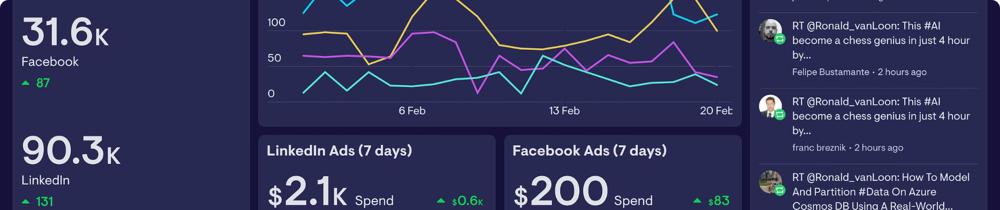 31.6K
Facebook
87
90.3K
LinkedIn
131
100
50
0
6 Feb
13 Feb
20 Feb
LinkedIn Ads (7 days)
$2.1K Spend
$0.6K
Facebook Ads (7 days)
$200 Spend
$83
RT @Ronald_vanLoon: This #AI
become a chess genius in just 4 hour
by...
Felipe Bustamante • 2 hours ago
RT @Ronald_vanLoon: This #AI
become a chess genius in just 4 hour
by...
franc breznik • 2 hours ago
RT @Ronald_vanLoon: How To Model
And Partition #Data On Azure
Cosmos DB Using A Real-World...